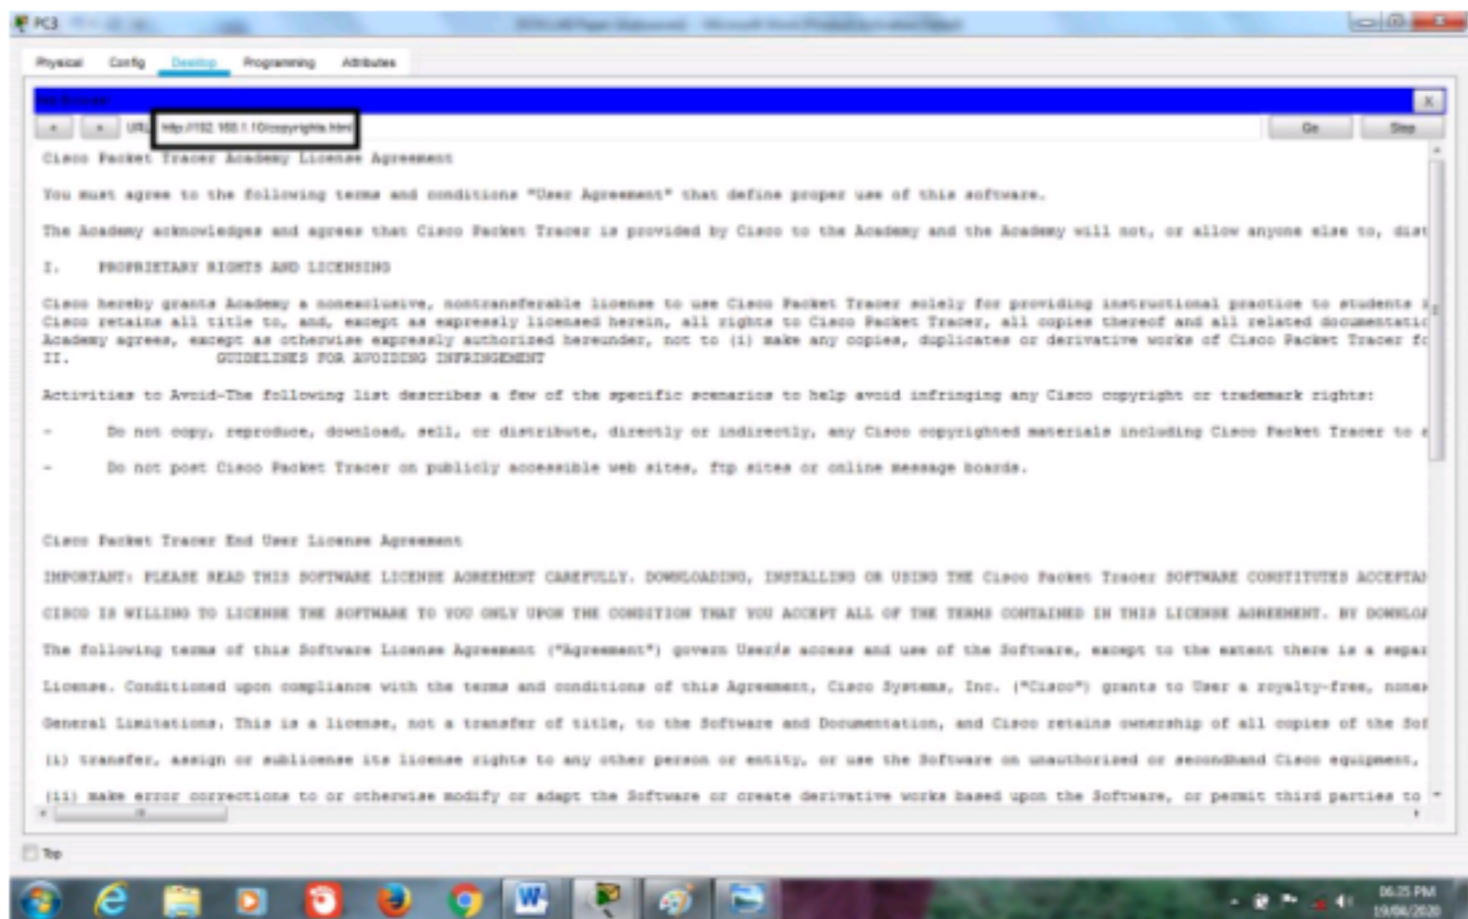 PC3
Physical Config Desktop Programming Attributes
X
URL http://192.168.1.10/copyrights.html Go Stop
Cisco Packet Tracer Academy License Agreement
You must agree to the following terms and conditions "User Agreement" that define proper use of this software.
The Academy acknowledges and agrees that Cisco Packet Tracer is provided by Cisco to the Academy and the Academy will not, or allow anyone else to, dist
I. PROPRIETARY RIGHTS AND LICENSING
Cisco hereby grants Academy a nonexclusive, nontransferable license to use Cisco Packet Tracer solely for providing instructional practice to students
Cisco retains all title to, and, except as expressly licensed herein, all rights to Cisco Packet Tracer, all copies thereof and all related documentatic
Academy agrees, except as otherwise expressly authorized hereunder, not to (i) make any copies, duplicates or derivative works of Cisco Packet Tracer fo
II. GUIDELINES FOR AVOIDING INFRINGEMENT
Activities to Avoid-The following list describes a few of the specific scenarios to help avoid infringing any Cisco copyright or trademark rights:
- Do not copy, reproduce, download, sell, or distribute, directly or indirectly, any Cisco copyrighted materials including Cisco Packet Tracer to
- Do not post Cisco Packet Tracer on publicly accessible web sites, ftp sites or online message boards.
Cisco Packet Tracer End User License Agreement
IMPORTANT: PLEASE READ THIS SOFTWARE LICENSE AGREEMENT CAREFULLY. DOWNLOADING, INSTALLING OR USING THE Cisco Packet Tracer SOFTWARE CONSTITUTES ACCEPTAN
CISCO IS WILLING TO LICENSE THE SOFTWARE TO YOU ONLY UPON THE CONDITION THAT YOU ACCEPT ALL OF THE TERMS CONTAINED IN THIS LICENSE AGREEMENT. BY DOWNLOA
The following terms of this Software License Agreement ("Agreement") govern User's access and use of the Software, except to the extent there is a separ
License. Conditioned upon compliance with the terms and conditions of this Agreement, Cisco Systems, Inc. ("Cisco") grants to User a royalty-free, nonex
General Limitations. This is a license, not a transfer of title, to the Software and Documentation, and Cisco retains ownership of all copies of the Sof
(i) transfer, assign or sublicense its license rights to any other person or entity, or use the Software on unauthorized or secondhand Cisco equipment,
(ii) make error corrections to or otherwise modify or adapt the Software or create derivative works based upon the Software, or permit third parties to
Top
06:25 PM
19/04/2020